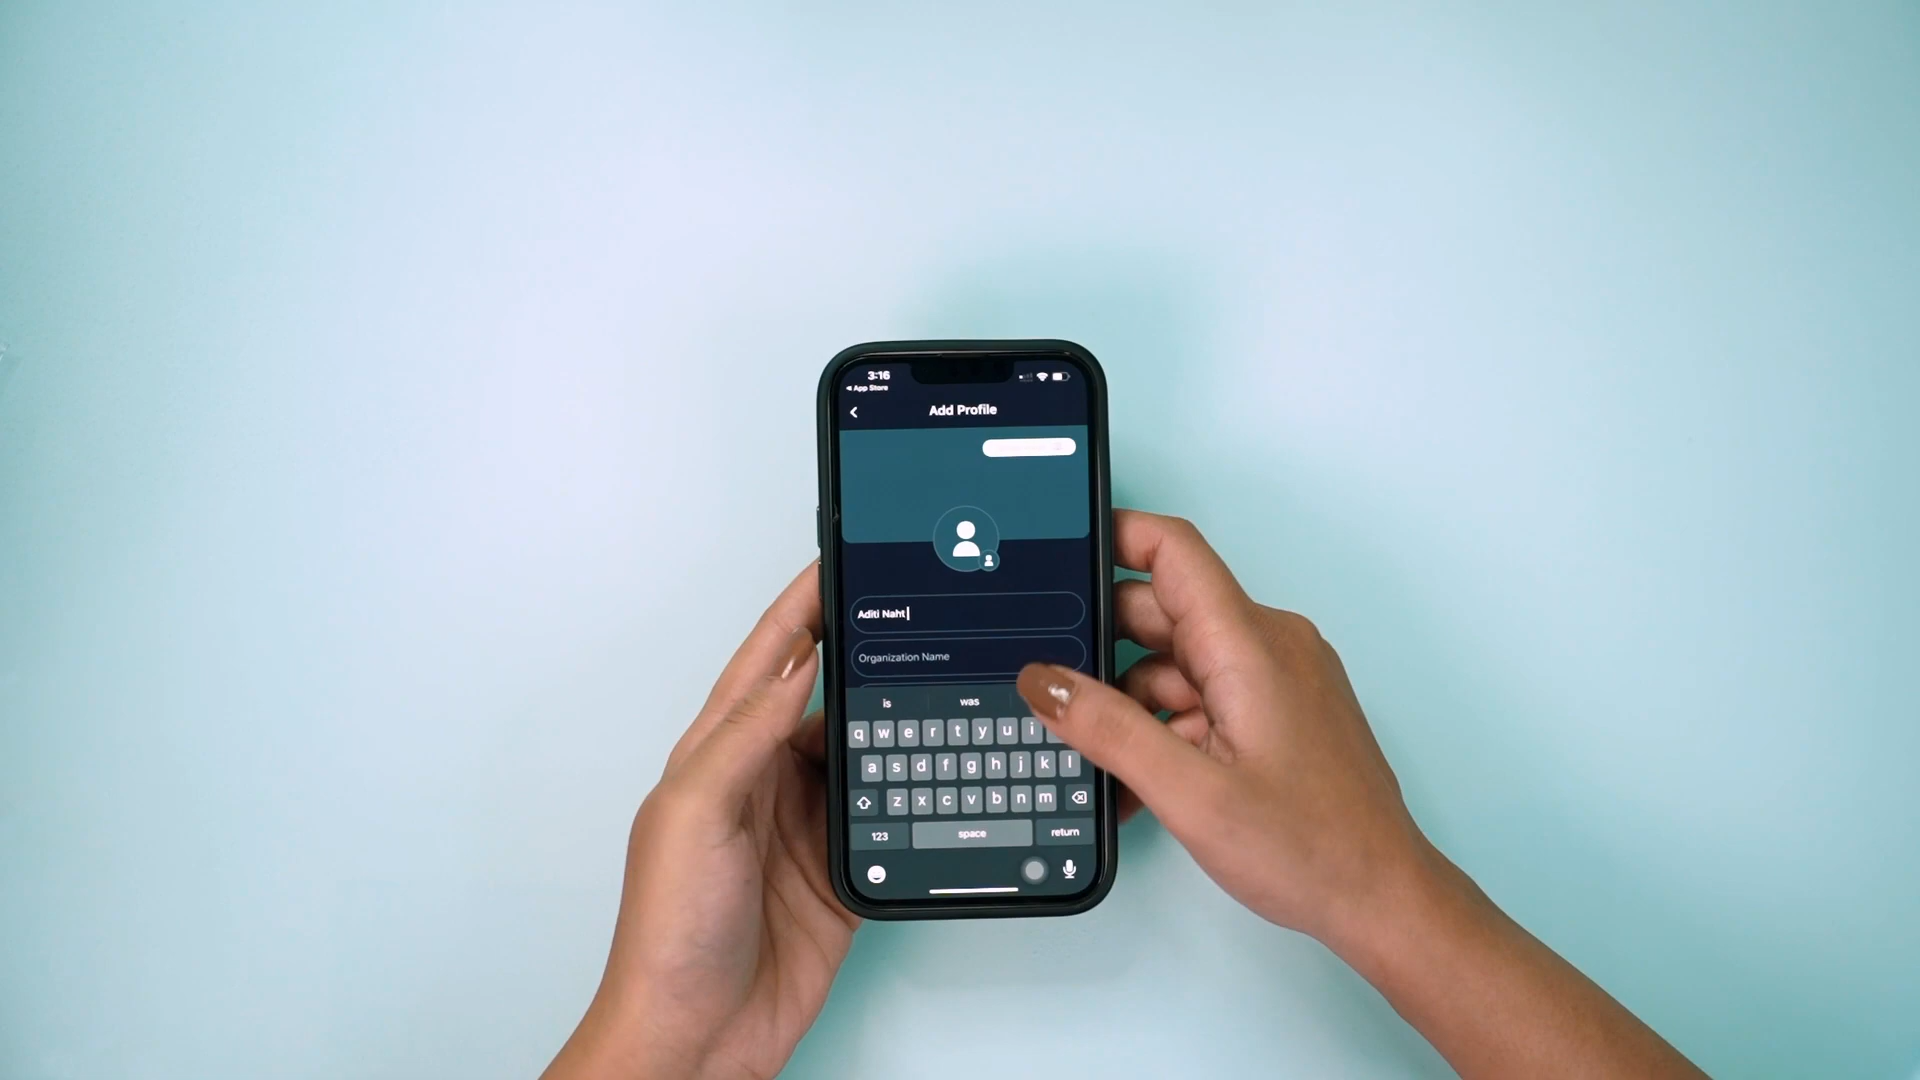 3:16
App Store
Add Profile
Aditi Naht
Organization Name
is was
q w e r t y u i
a s d f g h j k l
z x c v b n m
123 space return